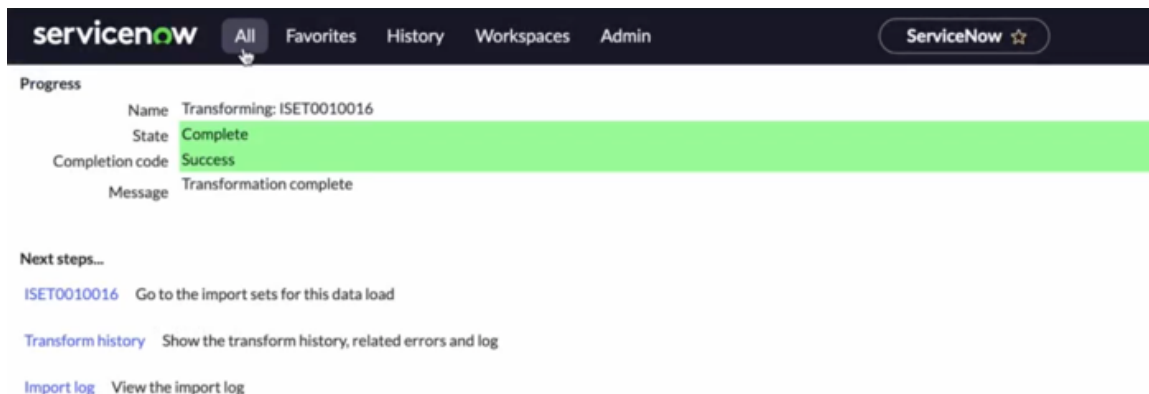 servicenow All Favorites History Workspaces Admin ServiceNow
Progress
Name Transforming: ISET0010016
State Complete
Completion code Success
Message Transformation complete
Next steps...
ISET0010016 Go to the import sets for this data load
Transform history Show the transform history, related errors and log
Import log View the import log